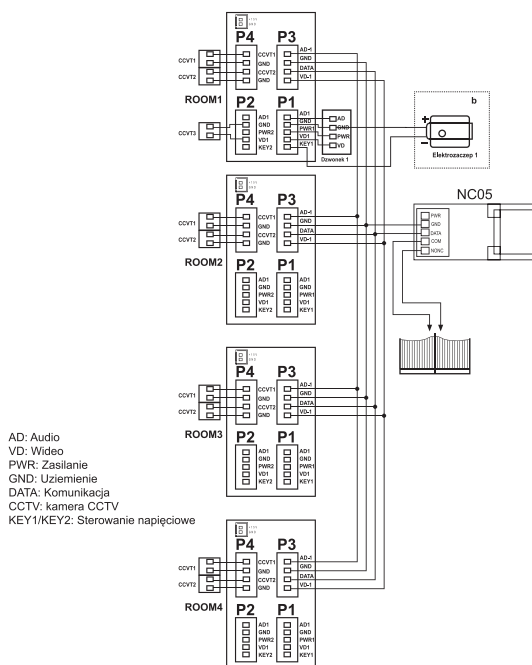 P4 P3
CCVT1
CCVT2
CCVT1
GND
CCVT2
GND
AD-1
GND
DATA
VD-1
ROOM1
P2 P1
CCVT3
AD1
GND
PWR2
VD1
KEY2
AD1
GND
PWR1
VD1
KEY1
AD
GND
PWR
VD
Dzwonek 1
b
+
−
Elektrozaczep 1
NC05
PWR
GND
DATA
COM
NONC
P4 P3
CCVT1
CCVT2
CCVT1
GND
CCVT2
GND
AD-1
GND
DATA
VD-1
ROOM2
P2 P1
AD1
GND
PWR2
VD1
KEY2
AD1
GND
PWR1
VD1
KEY1
P4 P3
CCVT1
CCVT2
CCVT1
GND
CCVT2
GND
AD-1
GND
DATA
VD-1
ROOM3
P2 P1
AD1
GND
PWR2
VD1
KEY2
AD1
GND
PWR1
VD1
KEY1
AD: Audio
VD: Wideo
PWR: Zasilanie
GND: Uziemienie
DATA: Komunikacja
CCTV: kamera CCTV
KEY1/KEY2: Sterowanie napięciowe
P4 P3
CCVT1
CCVT2
CCVT1
GND
CCVT2
GND
AD-1
GND
DATA
VD-1
ROOM4
P2 P1
AD1
GND
PWR2
VD1
KEY2
AD1
GND
PWR1
VD1
KEY1